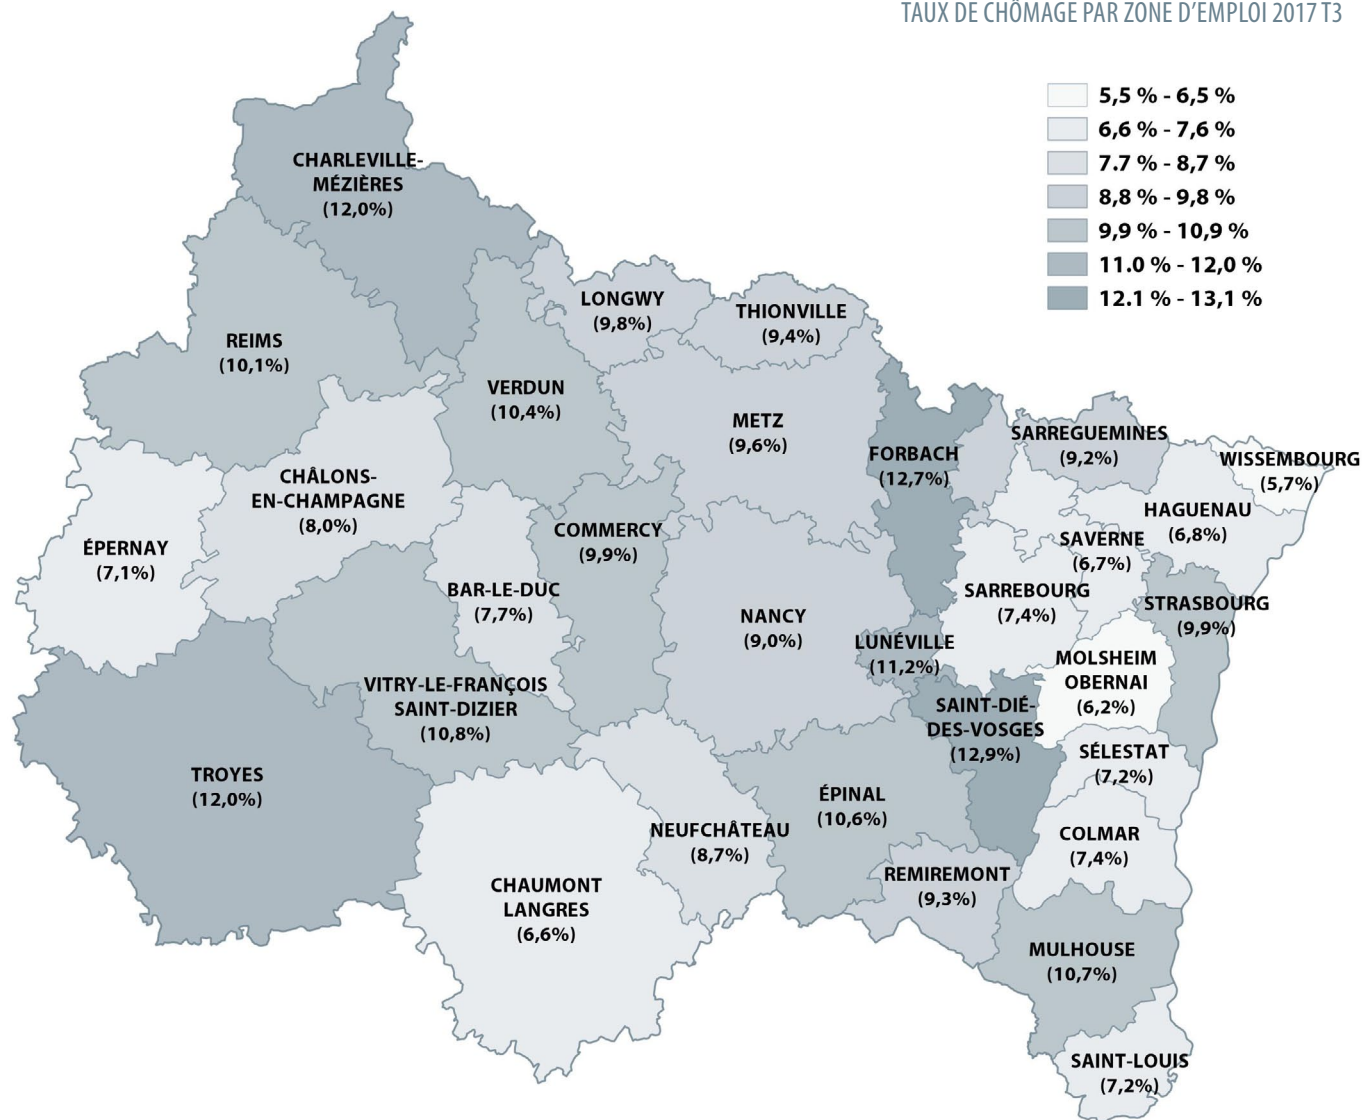 TAUX DE CHÔMAGE PAR ZONE D'EMPLOI 2017 T3
5,5 % - 6,5 %
6,6 % - 7,6 %
7.7 % - 8,7 %
8,8 % - 9,8 %
9,9 % - 10,9 %
11.0 % - 12,0 %
12.1 % - 13,1 %
CHARLEVILLE-
MÉZIÈRES
(12,0%)
LONGWY
(9,8%)
THIONVILLE
(9,4%)
REIMS
(10,1%)
VERDUN
(10,4%)
METZ
(9,6%)
FORBACH
(12,7%)
SARREGUEMINES
(9,2%)
WISSEMBOURG
(5,7%)
CHÂLONS-
EN-CHAMPAGNE
(8,0%)
HAGUENAU
(6,8%)
COMMERCY
(9,9%)
SAVERNE
(6,7%)
ÉPERNAY
(7,1%)
BAR-LE-DUC
(7,7%)
SARREBOURG
(7,4%)
STRASBOURG
(9,9%)
NANCY
(9,0%)
LUNÉVILLE
(11,2%)
MOLSHEIM
OBERNAI
(6,2%)
VITRY-LE-FRANÇOIS
SAINT-DIZIER
(10,8%)
SAINT-DIÉ-
DES-VOSGES
(12,9%)
SÉLESTAT
(7,2%)
TROYES
(12,0%)
ÉPINAL
(10,6%)
NEUFCHÂTEAU
(8,7%)
COLMAR
(7,4%)
REMIREMONT
(9,3%)
CHAUMONT
LANGRES
(6,6%)
MULHOUSE
(10,7%)
SAINT-LOUIS
(7,2%)